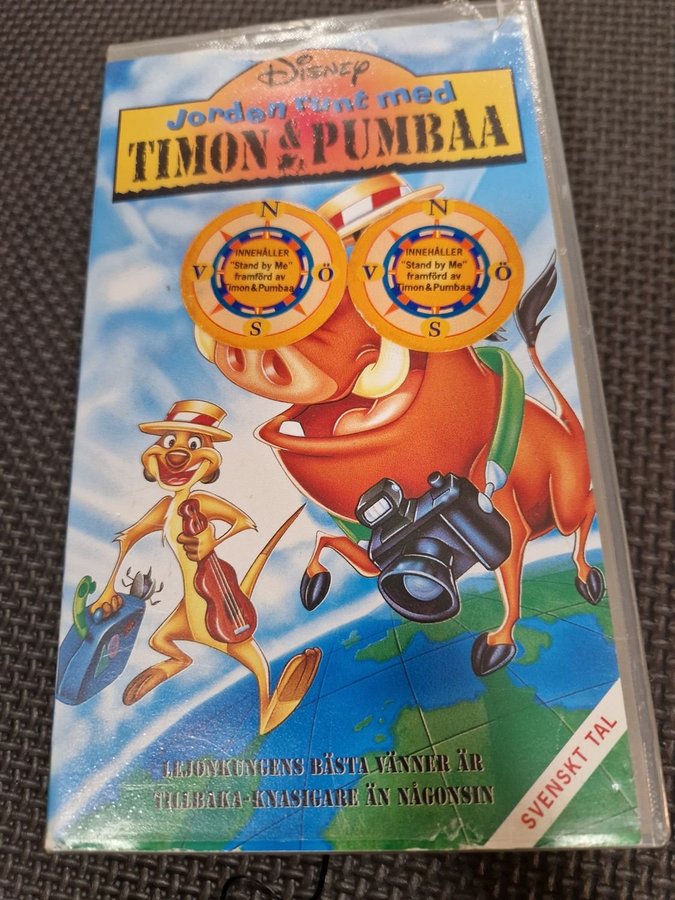 Disney
Jorden runt med
TIMON & PUMBAA
N
V
INNEHÅLLER
"Stand by Me"
framförd av
Timon & Pumbaa
Ö
S
N
V
INNEHÅLLER
"Stand by Me"
framförd av
Timon & Pumbaa
Ö
S
LEJONKUNGENS BÄSTA VÄNNER ÄR
TILLBAKA-KNASIGARE ÄN NÅGONSIN
SVENSKT TAL